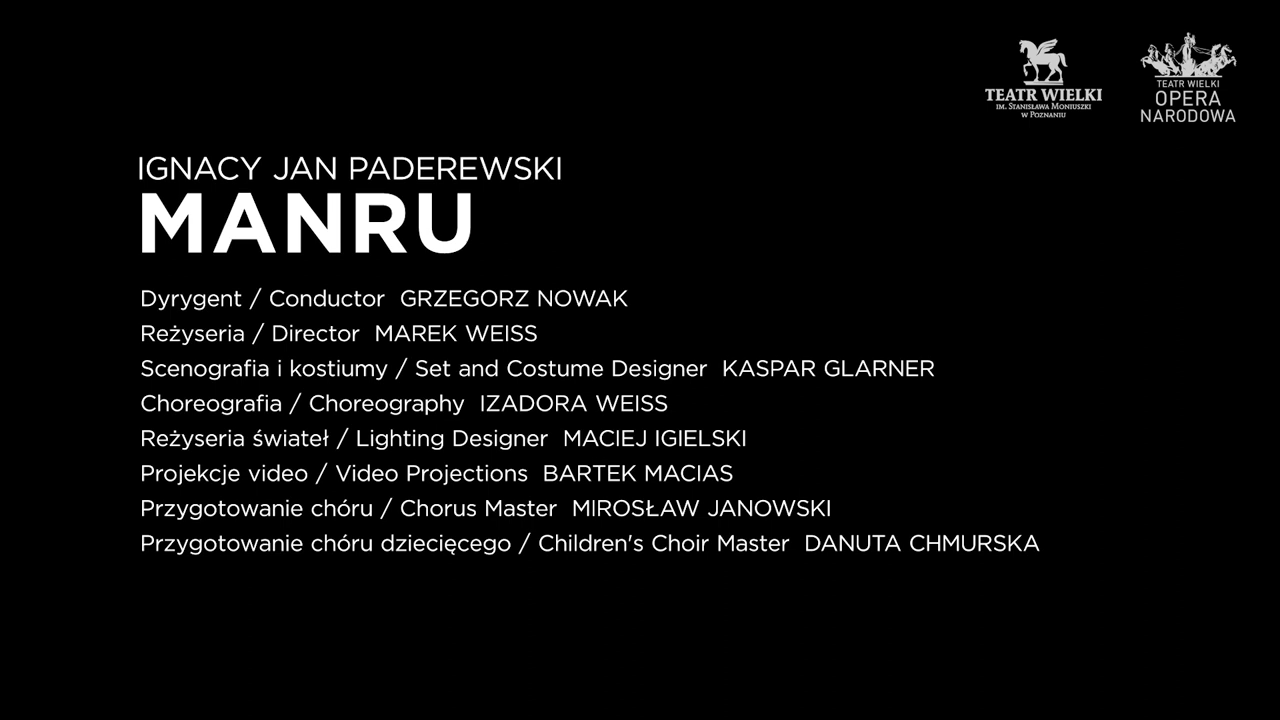 TEATR WIELKI
IM. STANISŁAWA MONIUSZKI
W POZNANIU
TEATR WIELKI
OPERA
NARODOWA
IGNACY JAN PADEREWSKI
MANRU
Dyrygent / Conductor GRZEGORZ NOWAK
Reżyseria / Director MAREK WEISS
Scenografia i kostiumy / Set and Costume Designer KASPAR GLARNER
Choreografia / Choreography IZADORA WEISS
Reżyseria świateł / Lighting Designer MACIEJ IGIELSKI
Projekcje video / Video Projections BARTEK MACIAS
Przygotowanie chóru / Chorus Master MIROSŁAW JANOWSKI
Przygotowanie chóru dziecięcego / Children's Choir Master DANUTA CHMURSKA